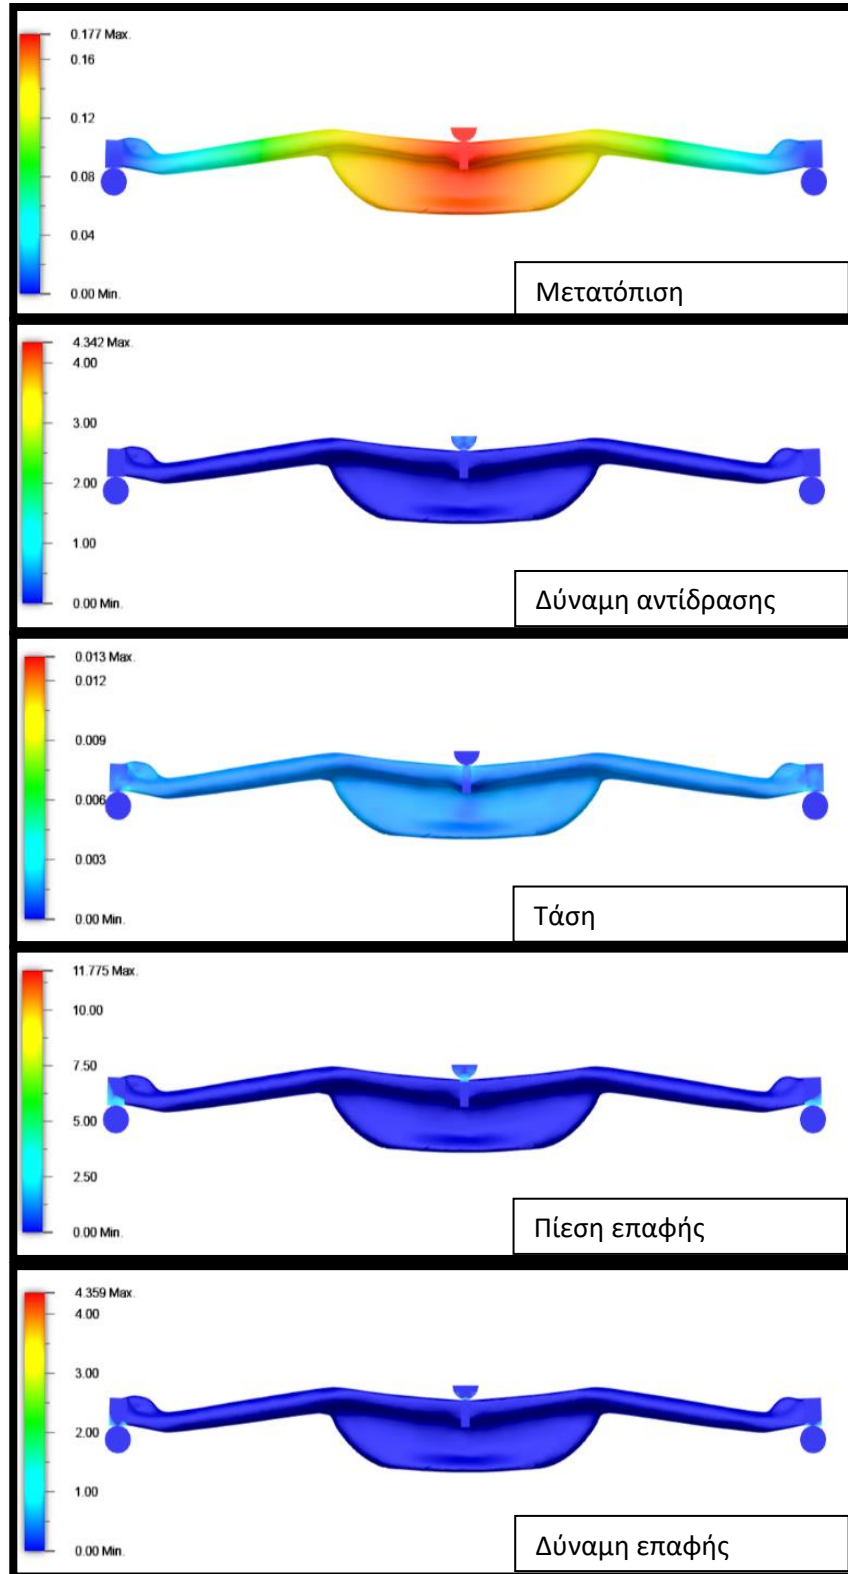 0.177 Max.
0.16
0.12
0.08
0.04
0.00 Min.
Μετατόπιση
4.342 Max.
4.00
3.00
2.00
1.00
0.00 Min.
Δύναμη αντίδρασης
0.013 Max.
0.012
0.009
0.006
0.003
0.00 Min.
Τάση
11.775 Max.
10.00
7.50
5.00
2.50
0.00 Min.
Πίεση επαφής
4.359 Max.
4.00
3.00
2.00
1.00
0.00 Min.
Δύναμη επαφής